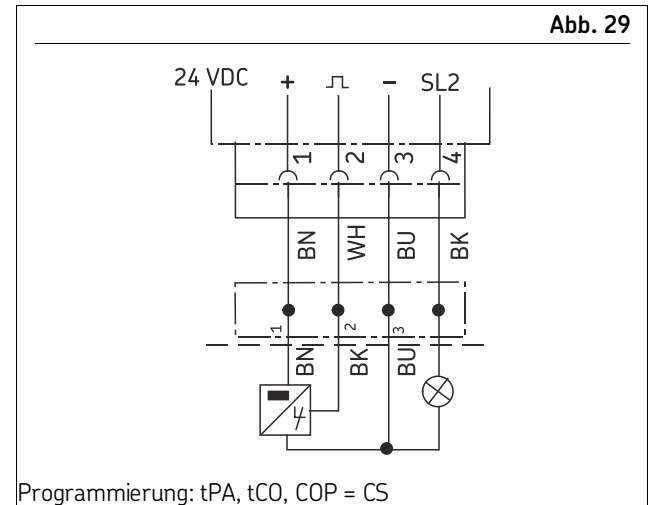 Abb. 29
24 VDC + ⎍ − SL2
1 2 3 4
BN WH BU BK
1 2 3
BN BK BU
Programmierung: tPA, tCO, COP = CS